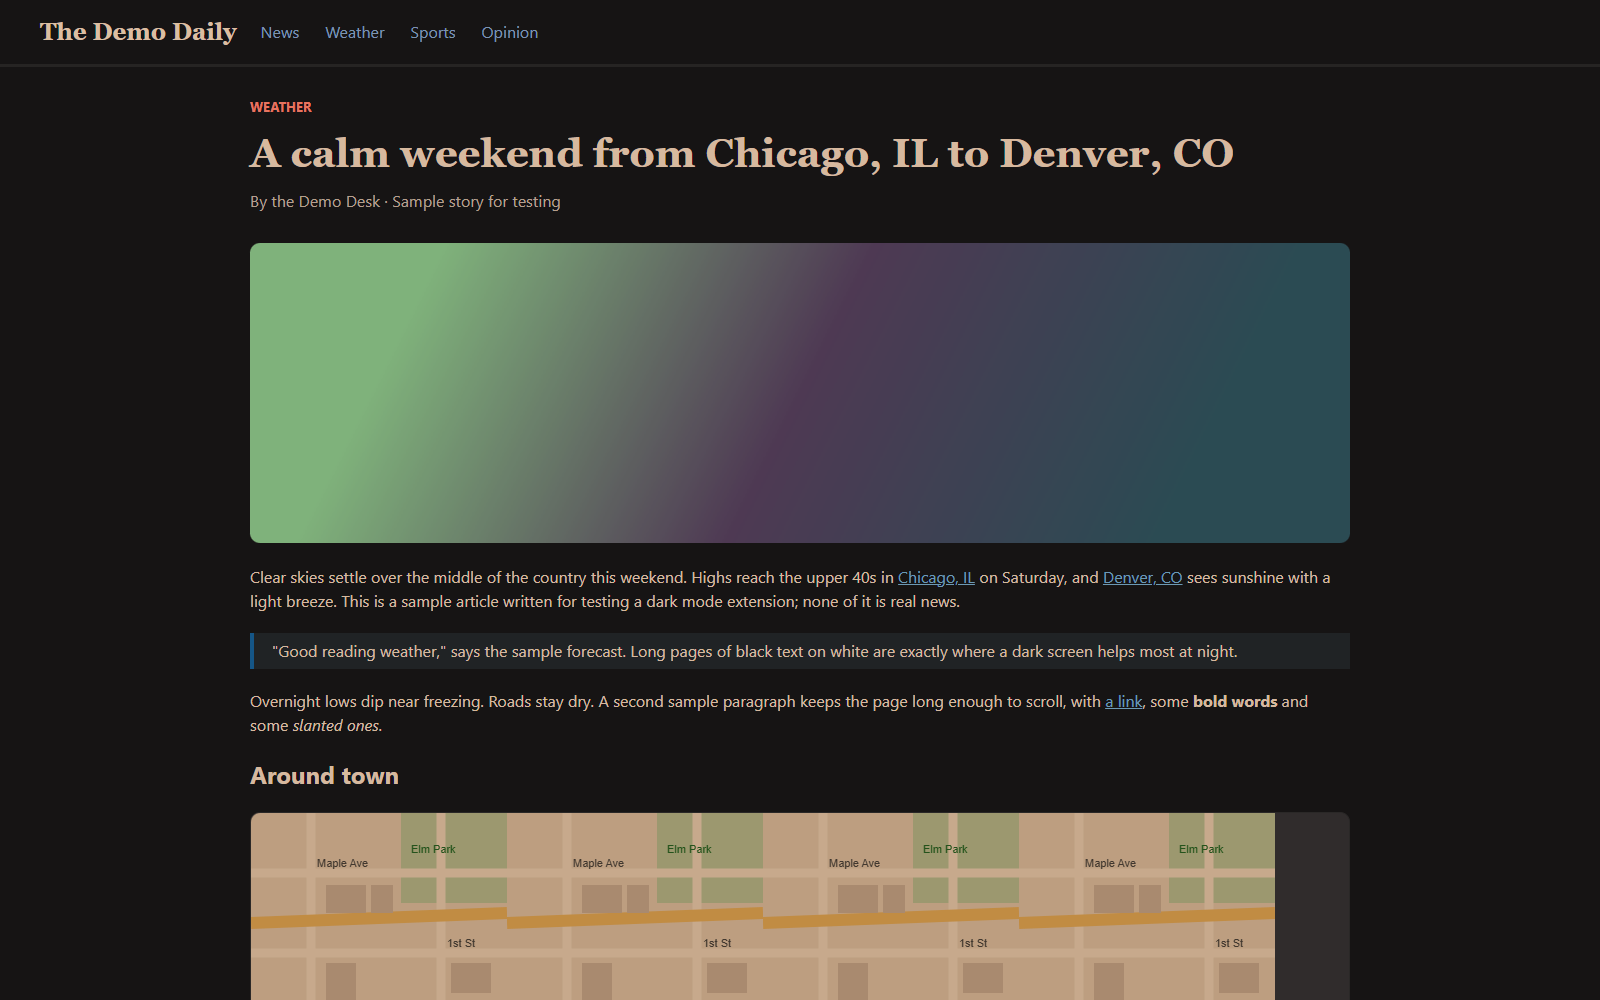 The Demo Daily News Weather Sports Opinion
WEATHER
A calm weekend from Chicago, IL to Denver, CO
By the Demo Desk · Sample story for testing
Clear skies settle over the middle of the country this weekend. Highs reach the upper 40s in Chicago, IL on Saturday, and Denver, CO sees sunshine with a
light breeze. This is a sample article written for testing a dark mode extension; none of it is real news.
"Good reading weather," says the sample forecast. Long pages of black text on white are exactly where a dark screen helps most at night.
Overnight lows dip near freezing. Roads stay dry. A second sample paragraph keeps the page long enough to scroll, with a link, some bold words and
some slanted ones.
Around town
Elm Park Elm Park Elm Park Elm Park
Maple Ave Maple Ave Maple Ave Maple Ave
1st St 1st St 1st St 1st St